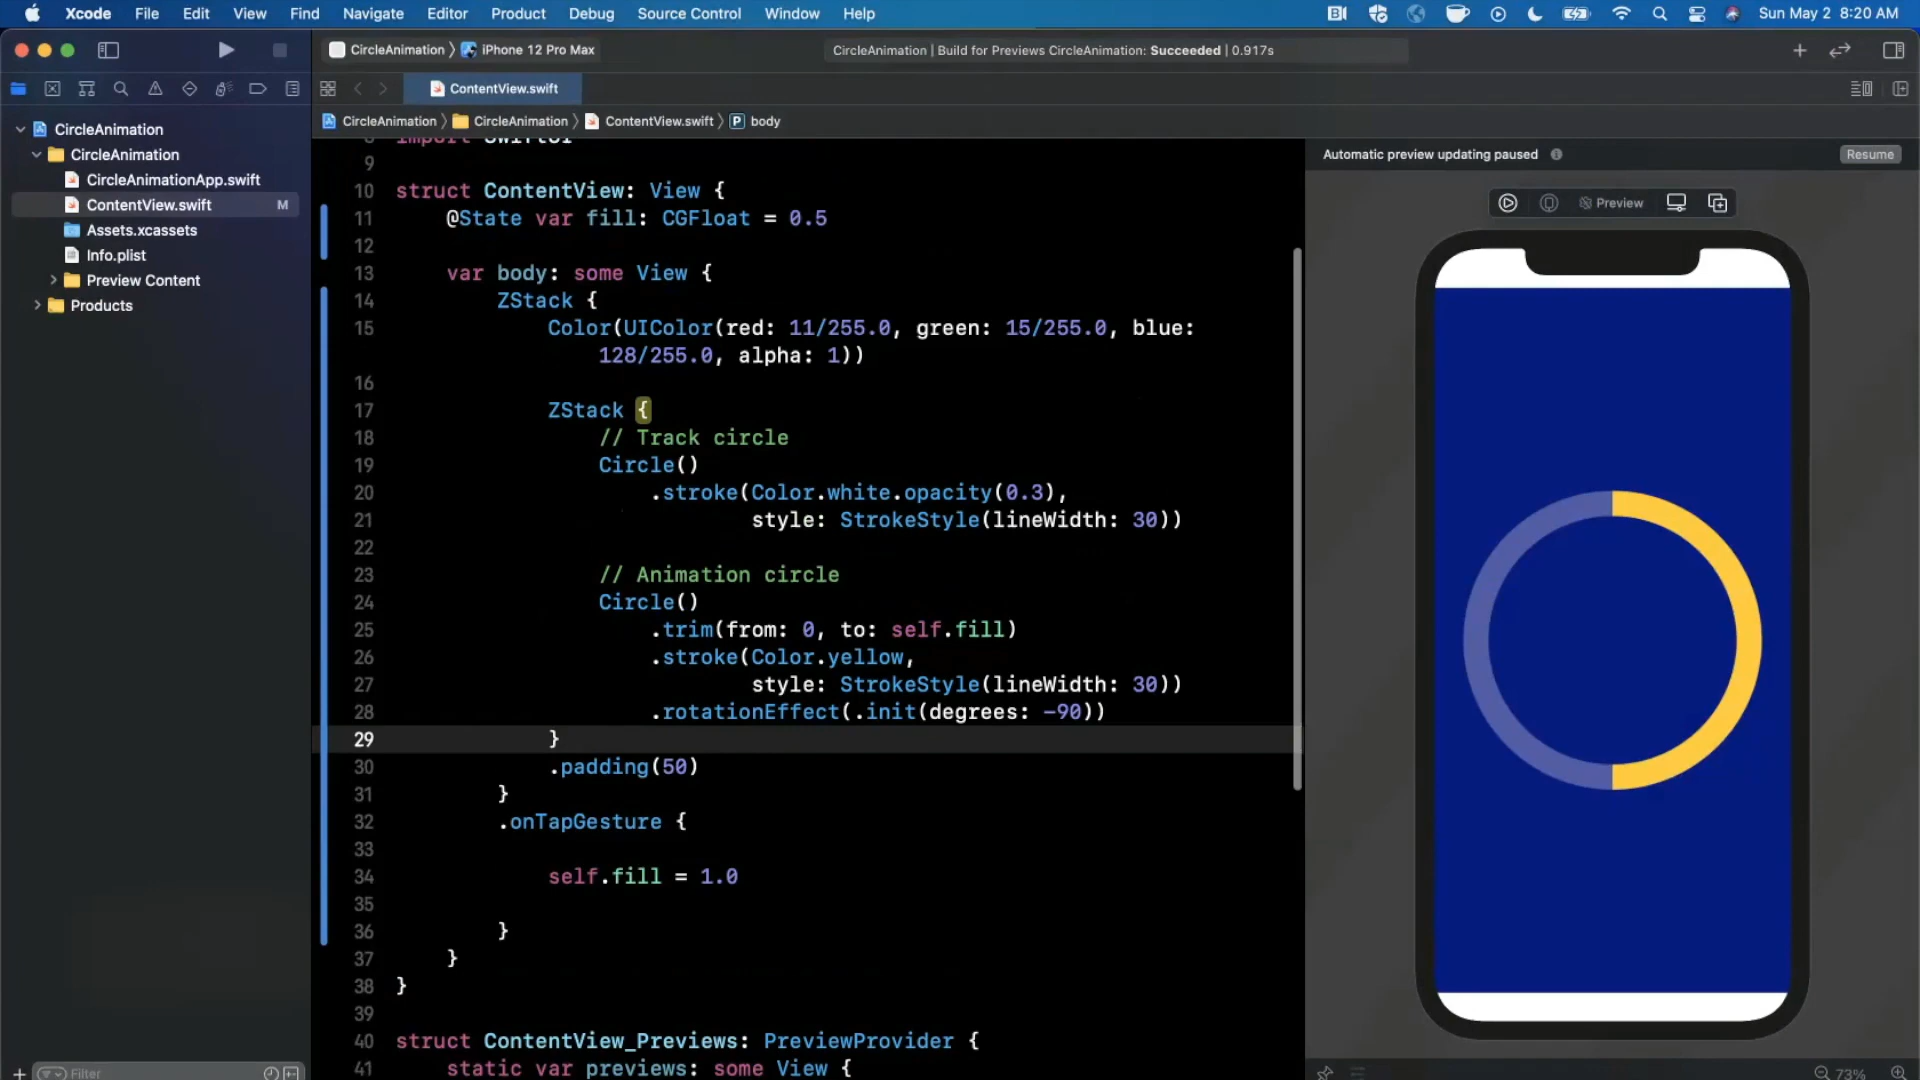 Xcode File Edit View Find Navigate Editor Product Debug Source Control Window Help Sun May 2 8:20 AM
CircleAnimation 〉 iPhone 12 Pro Max
CircleAnimation | Build for Previews CircleAnimation: Succeeded | 0.917s
ContentView.swift
CircleAnimation 〉 CircleAnimation 〉 ContentView.swift 〉 P body
CircleAnimation
CircleAnimation
CircleAnimationApp.swift
ContentView.swift M
Assets.xcassets
Info.plist
Preview Content
Products
Filter
8 import SwiftUI
9
10 struct ContentView: View {
11 @State var fill: CGFloat = 0.5
12
13 var body: some View {
14 ZStack {
15 Color(UIColor(red: 11/255.0, green: 15/255.0, blue:
128/255.0, alpha: 1))
16
17 ZStack {
18 // Track circle
19 Circle()
20 .stroke(Color.white.opacity(0.3),
21 style: StrokeStyle(lineWidth: 30))
22
23 // Animation circle
24 Circle()
25 .trim(from: 0, to: self.fill)
26 .stroke(Color.yellow,
27 style: StrokeStyle(lineWidth: 30))
28 .rotationEffect(.init(degrees: -90))
29 }
30 .padding(50)
31 }
32 .onTapGesture {
33
34 self.fill = 1.0
35
36 }
37 }
38 }
39
40 struct ContentView_Previews: PreviewProvider {
41 static var previews: some View {
Automatic preview updating paused
Resume
Preview
73%